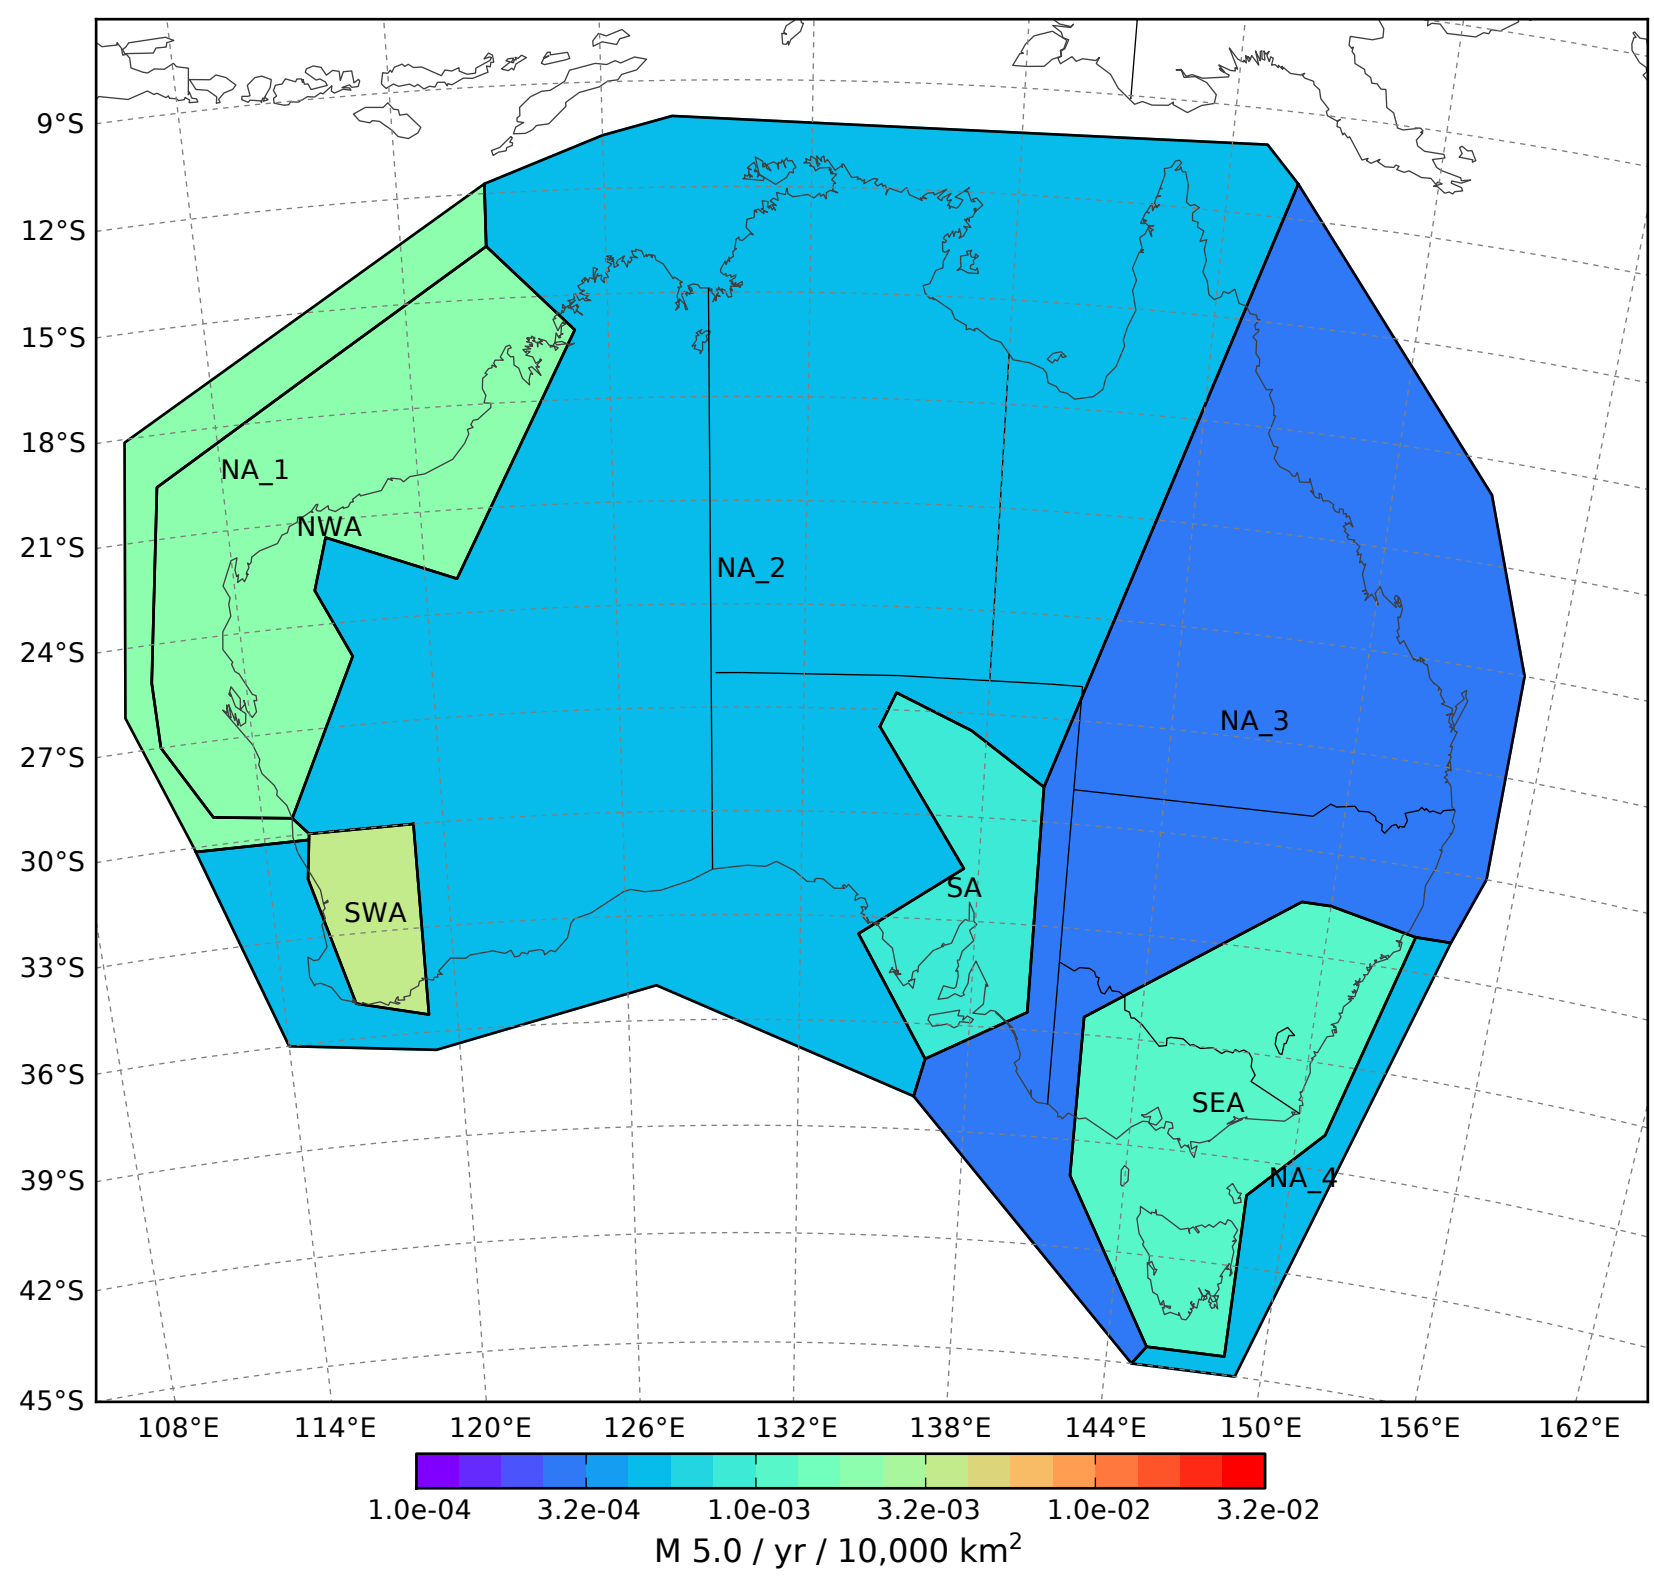 9°S
12°S
15°S
18°S
NA_1
NWA
21°S
NA_2
24°S
NA_3
27°S
30°S
SA
SWA
33°S
36°S
SEA
39°S
NA_4
42°S
45°S
108°E 114°E 120°E 126°E 132°E 138°E 144°E 150°E 156°E 162°E
1.0e-04 3.2e-04 1.0e-03 3.2e-03 1.0e-02 3.2e-02
M 5.0 / yr / 10,000 km²